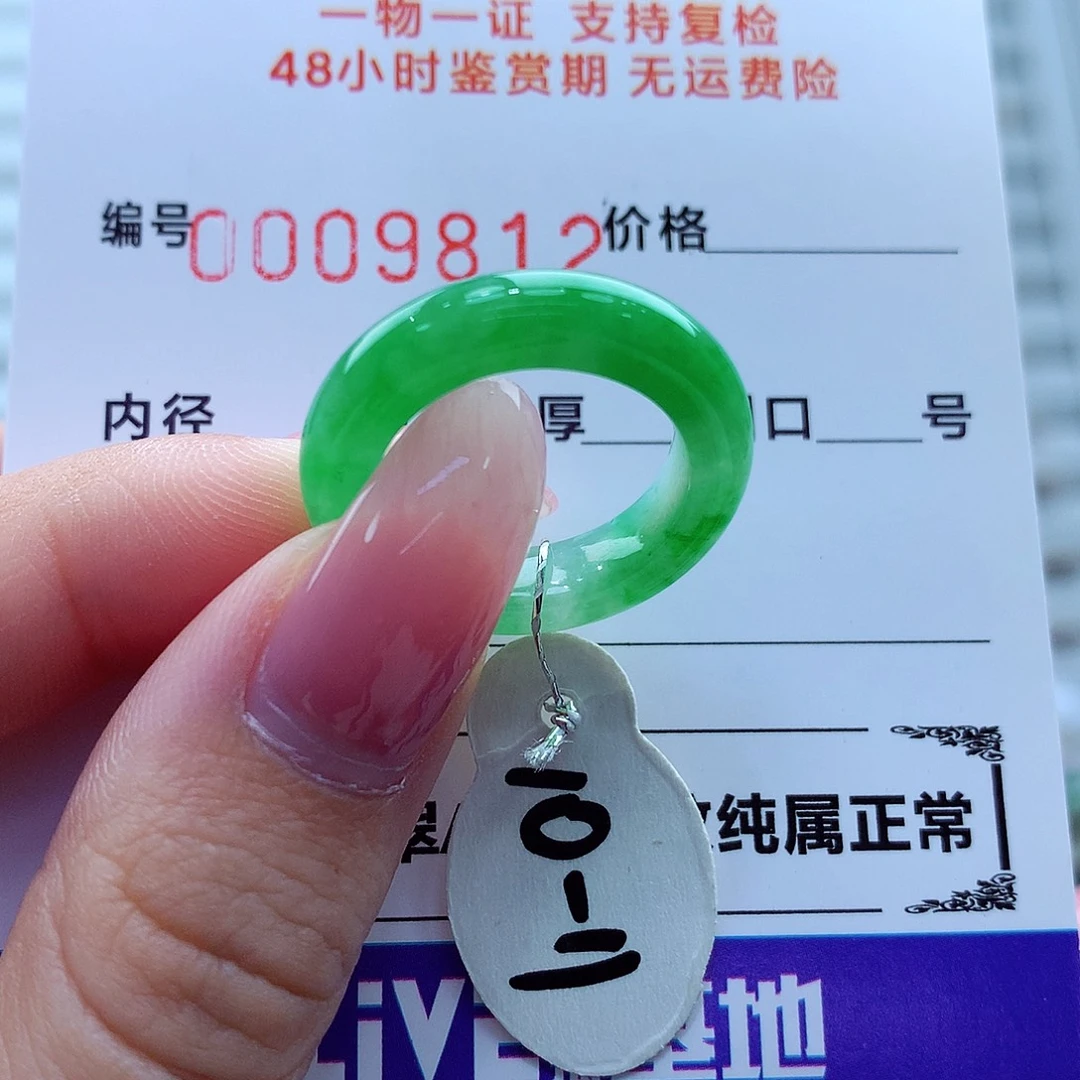 一物一证 支持复检
48小时鉴赏期 无运费险
编号0009812价格
内径
厚
口
号
纯属正常
基地